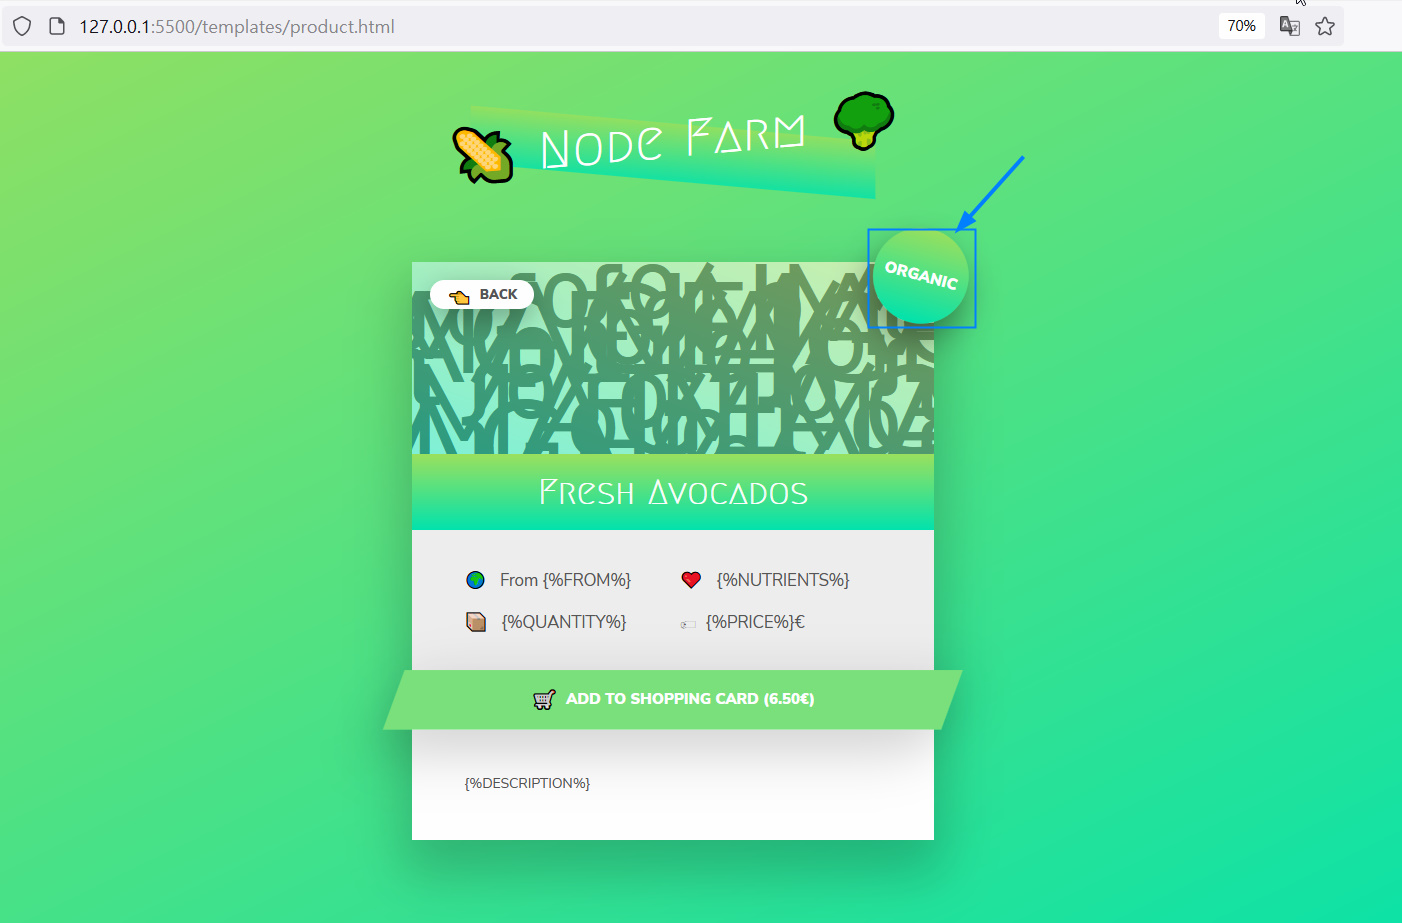 127.0.0.1:5500/templates/product.html
70%
Node Farm
ORGANIC
BACK
Fresh Avocados
From {%FROM%}
{%NUTRIENTS%}
{%QUANTITY%}
{%PRICE%}€
ADD TO SHOPPING CARD (6.50€)
{%DESCRIPTION%}